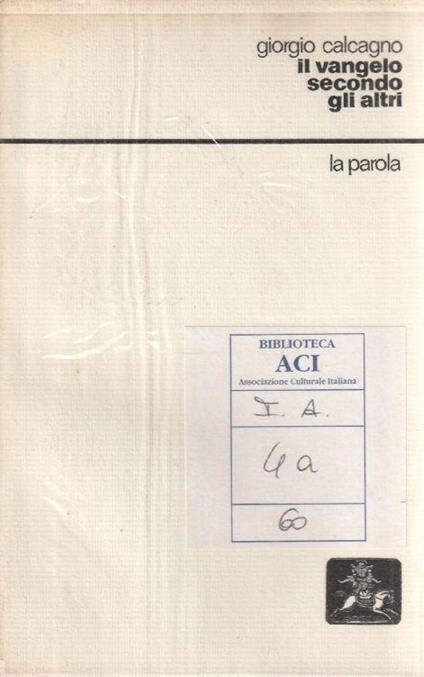 giorgio calcagno
il vangelo
secondo
gli altri
la parola
BIBLIOTECA
ACI
Associazione Culturale Italiana
I. A.
4a
60